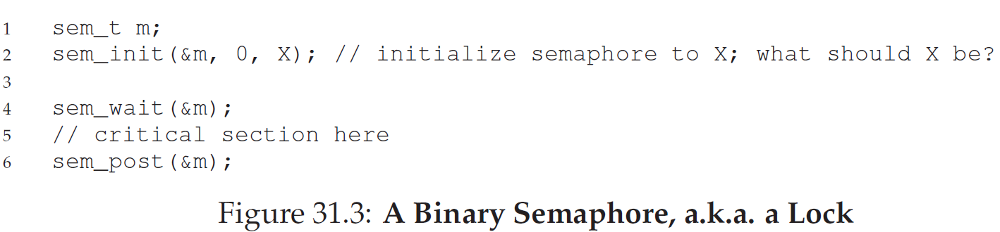 1 sem_t m;
2 sem_init(&m, 0, X); // initialize semaphore to X; what should X be?
3
4 sem_wait(&m);
5 // critical section here
6 sem_post(&m);
Figure 31.3: A Binary Semaphore, a.k.a. a Lock